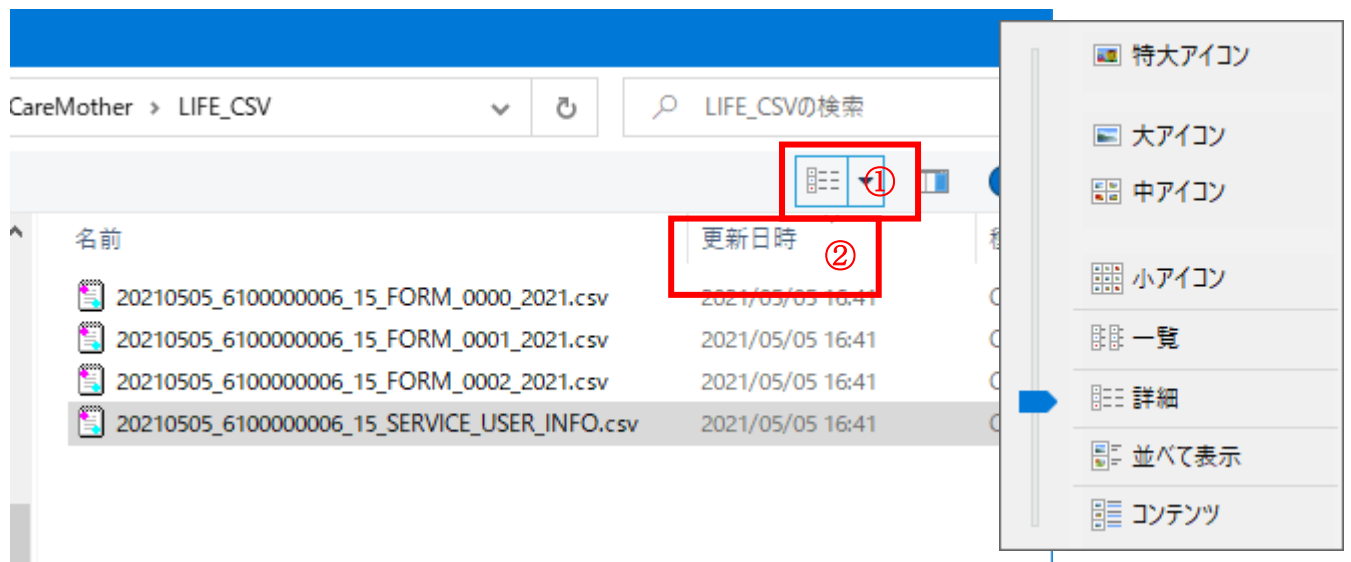 CareMother › LIFE_CSV
LIFE_CSVの検索
①
名前
更新日時
②
20210505_6100000006_15_FORM_0000_2021.csv 2021/05/05 16:41
20210505_6100000006_15_FORM_0001_2021.csv 2021/05/05 16:41
20210505_6100000006_15_FORM_0002_2021.csv 2021/05/05 16:41
20210505_6100000006_15_SERVICE_USER_INFO.csv 2021/05/05 16:41
特大アイコン
大アイコン
中アイコン
小アイコン
一覧
詳細
並べて表示
コンテンツ